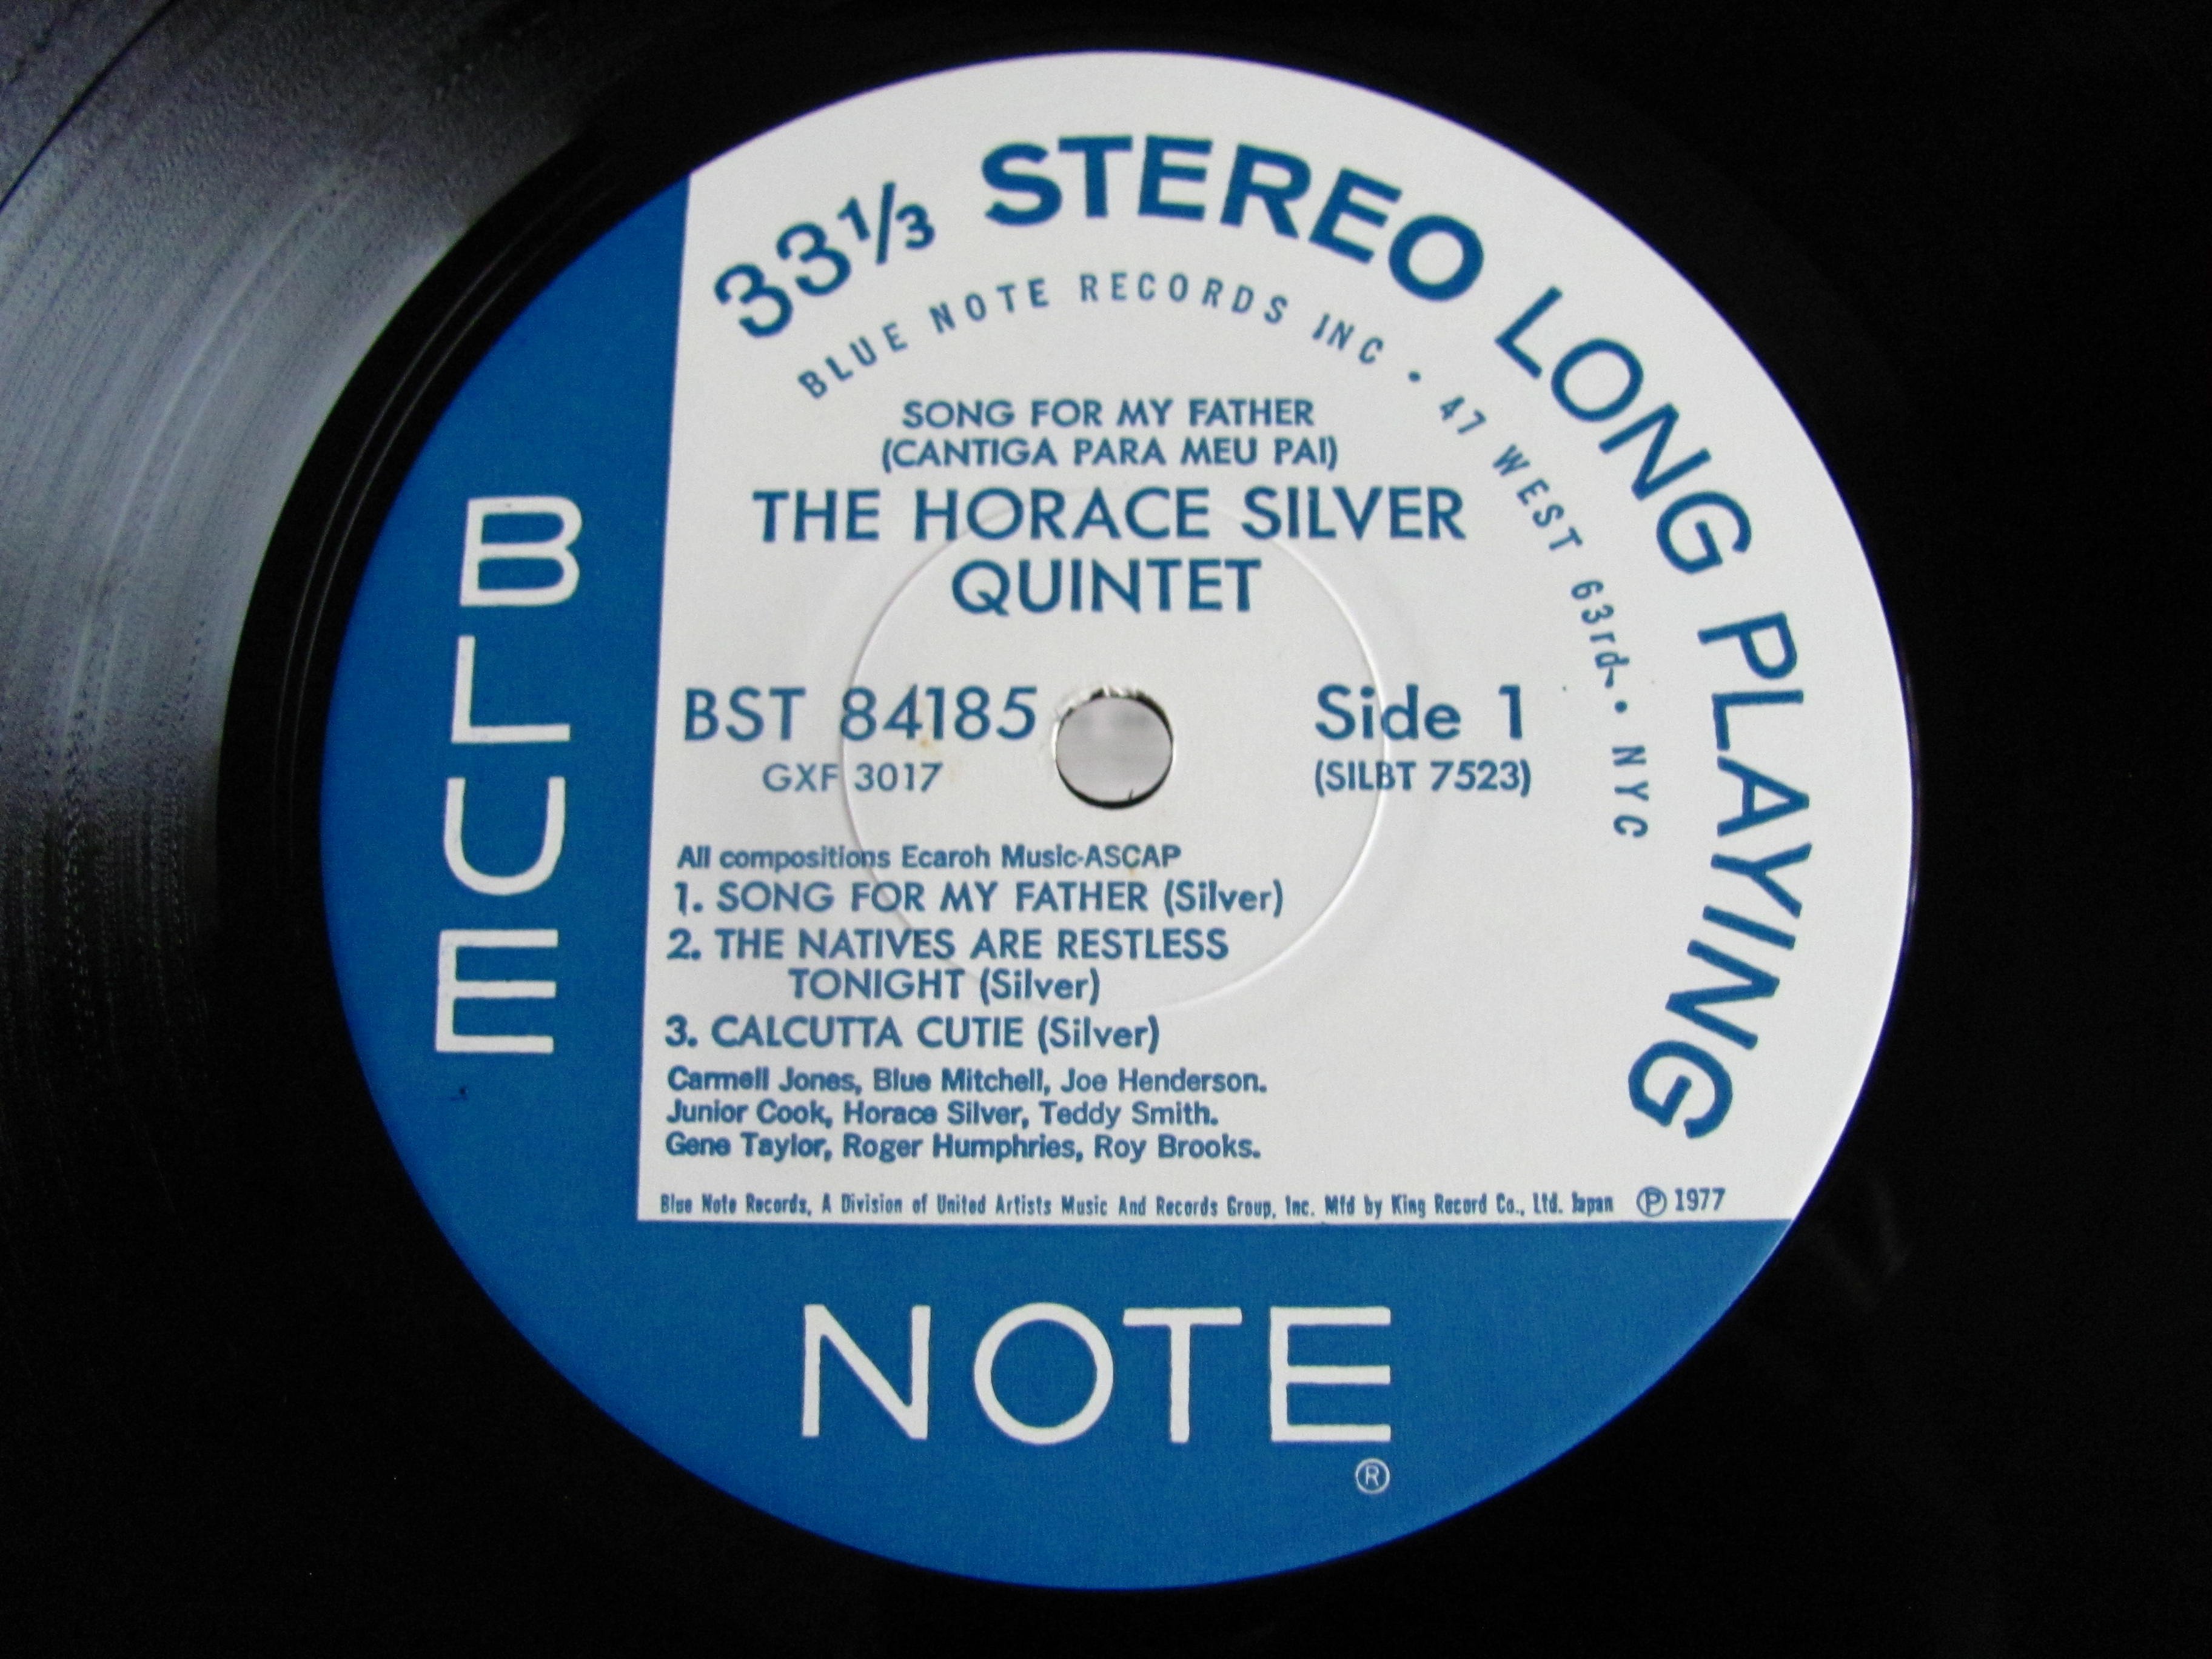 33⅓ STEREO LONG PLAYING
BLUE NOTE RECORDS INC • 47 WEST 63rd • NYC
SONG FOR MY FATHER
(CANTIGA PARA MEU PAI)
THE HORACE SILVER
QUINTET
BST 84185
GXF 3017
Side 1
(SILBT 7523)
All compositions Ecaroh Music-ASCAP
1. SONG FOR MY FATHER (Silver)
2. THE NATIVES ARE RESTLESS
TONIGHT (Silver)
3. CALCUTTA CUTIE (Silver)
Carmell Jones, Blue Mitchell, Joe Henderson.
Junior Cook, Horace Silver, Teddy Smith.
Gene Taylor, Roger Humphries, Roy Brooks.
Blue Note Records, A Division of United Artists Music And Records Group, Inc. Mfd by King Record Co., Ltd. Japan ℗ 1977
BLUE
NOTE
®